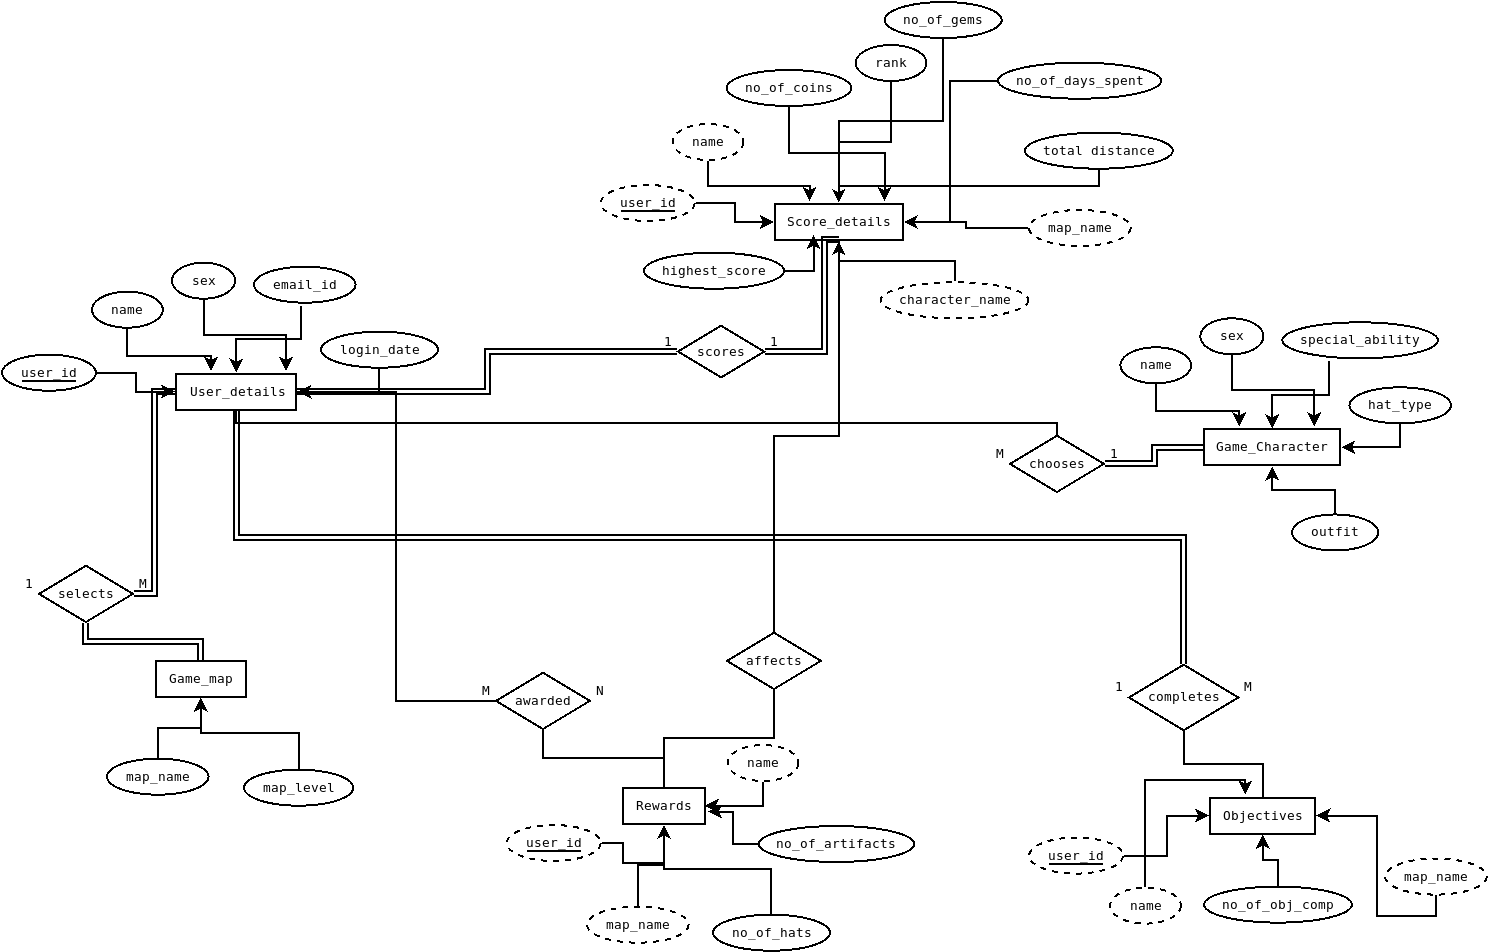 no_of_gems
rank
no_of_days_spent
no_of_coins
name
total distance
user_id
Score_details
map_name
highest_score
character_name
sex
email_id
name
login_date
user_id
User_details
1
scores
1
sex
special_ability
name
hat_type
Game_Character
M
chooses
1
outfit
1
selects
M
Game_map
map_name
map_level
affects
M
awarded
N
1
completes
M
name
Rewards
user_id
no_of_artifacts
map_name
no_of_hats
Objectives
user_id
map_name
name
no_of_obj_comp